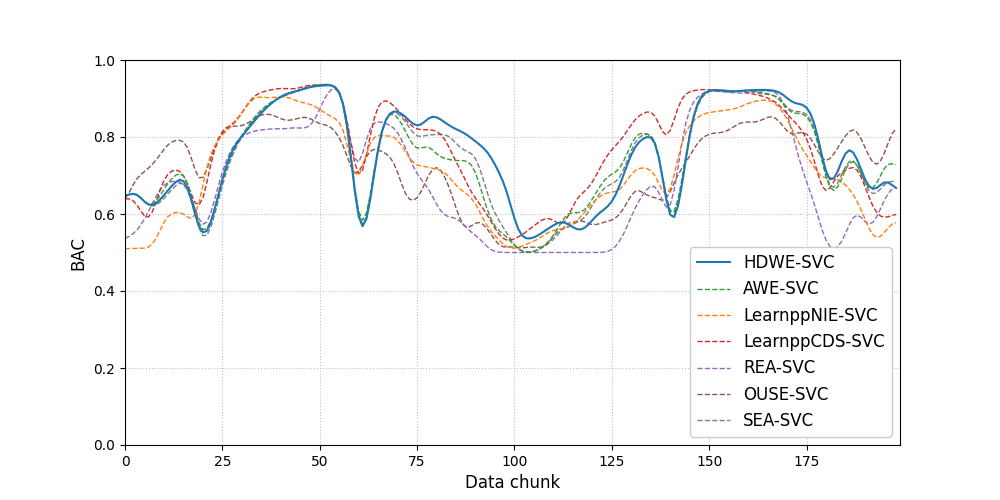 1.0
0.8
0.6
0.4
0.2
0.0
BAC
0
25
50
75
100
125
150
175
Data chunk
HDWE-SVC
AWE-SVC
LearnppNIE-SVC
LearnppCDS-SVC
REA-SVC
OUSE-SVC
SEA-SVC